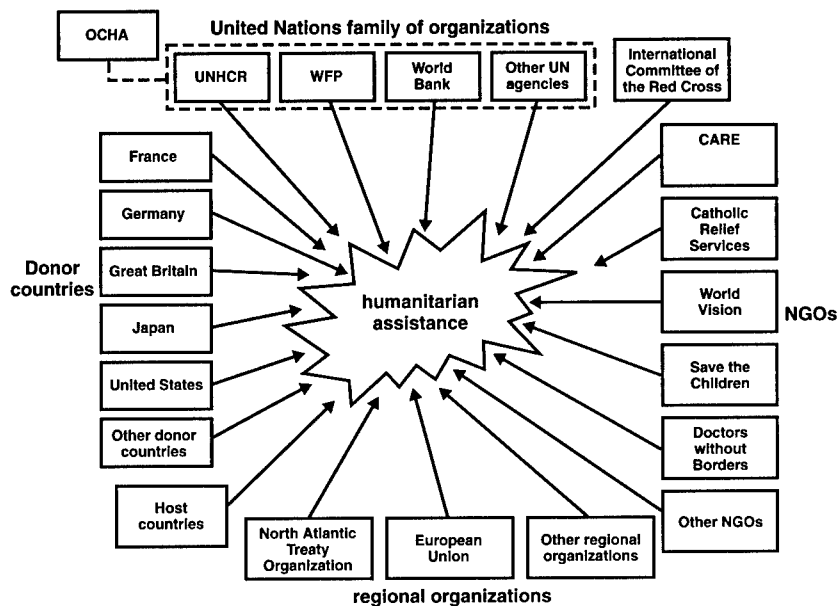 OCHA
United Nations family of organizations
UNHCR
WFP
World
Bank
Other UN
agencies
International
Committee of
the Red Cross
France
Germany
Great Britain
Japan
United States
Other donor
countries
Host
countries
Donor
countries
humanitarian
assistance
CARE
Catholic
Relief
Services
World
Vision
Save the
Children
Doctors
without
Borders
Other NGOs
NGOs
North Atlantic
Treaty
Organization
European
Union
Other regional
organizations
regional organizations